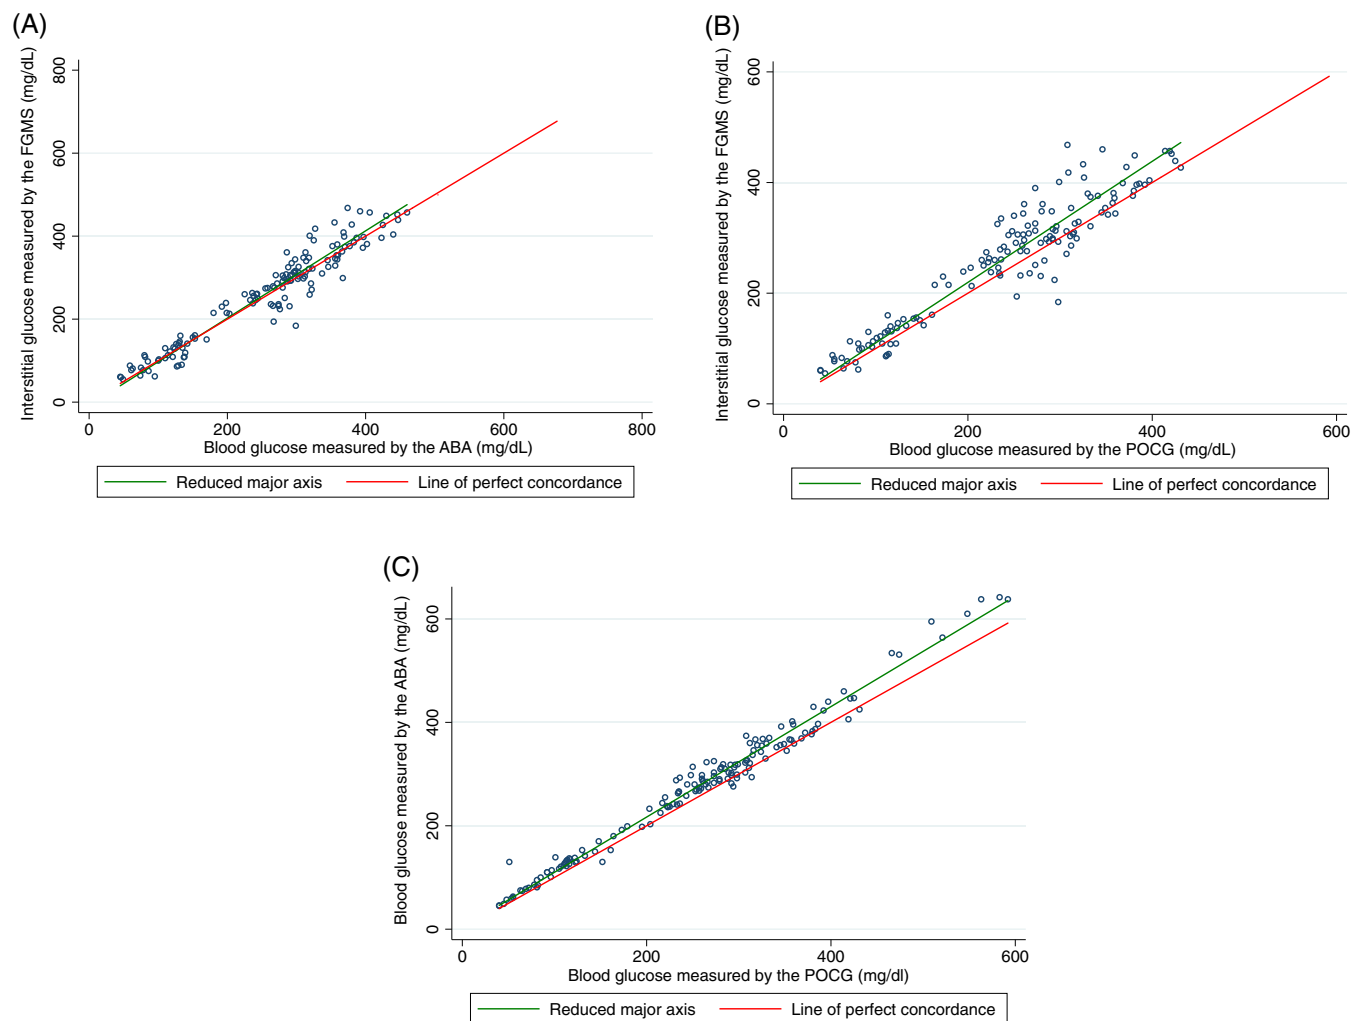 (A)
Interstitial glucose measured by the FGMS (mg/dL)
800
600
400
200
0
0 200 400 600 800
Blood glucose measured by the ABA (mg/dL)
Reduced major axis Line of perfect concordance
(B)
Interstitial glucose measured by the FGMS (mg/dL)
600
400
200
0
0 200 400 600
Blood glucose measured by the POCG (mg/dL)
Reduced major axis Line of perfect concordance
(C)
Blood glucose measured by the ABA (mg/dL)
600
400
200
0
0 200 400 600
Blood glucose measured by the POCG (mg/dl)
Reduced major axis Line of perfect concordance